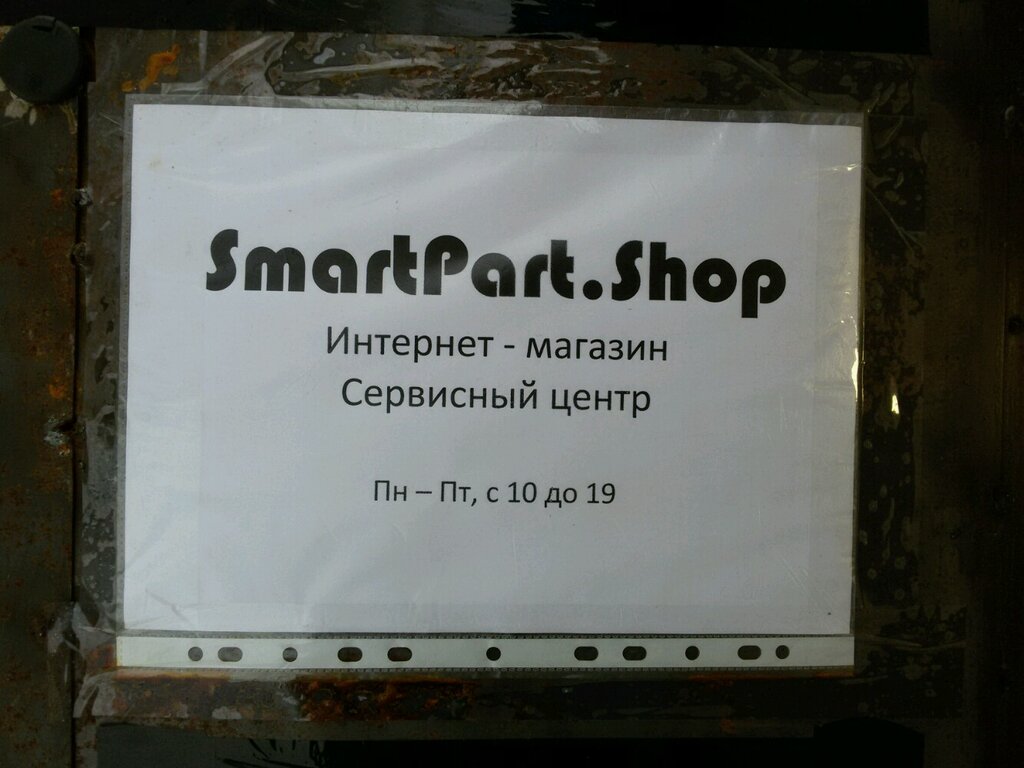 SmartPart.Shop
Интернет - магазин
Сервисный центр
Пн – Пт, с 10 до 19